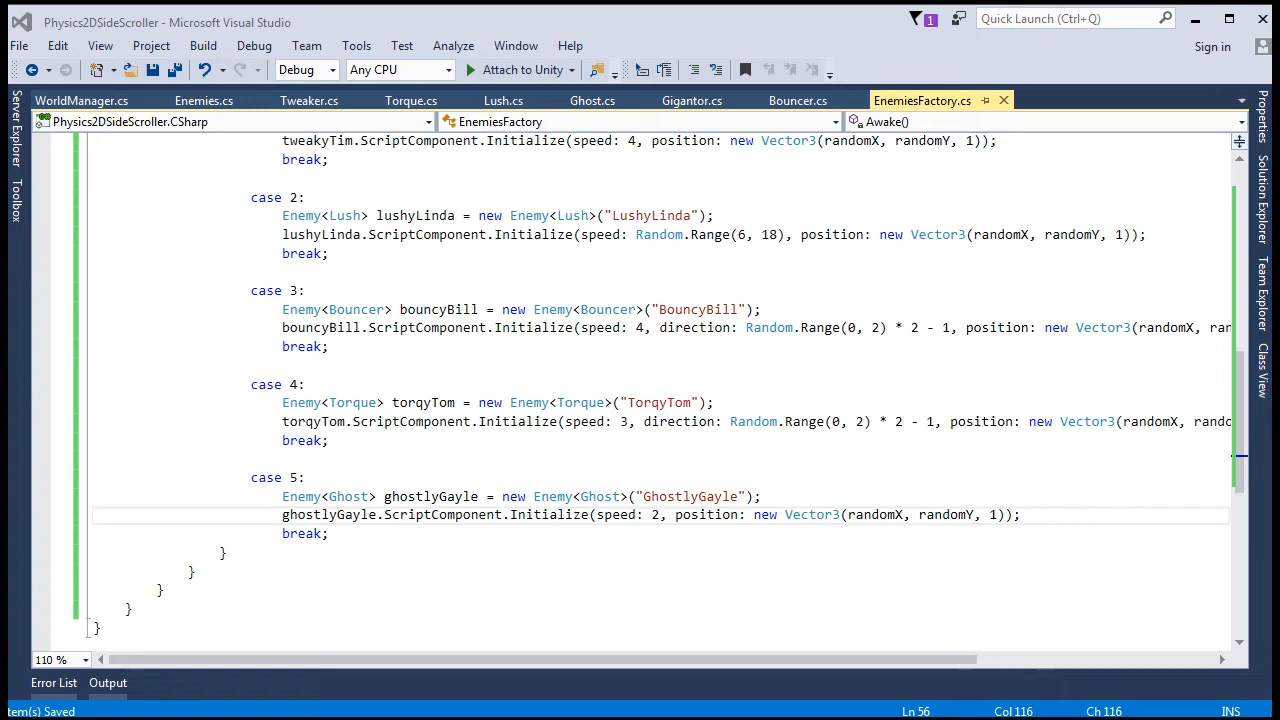 Physics2DSideScroller - Microsoft Visual Studio
1
Quick Launch (Ctrl+Q)
File Edit View Project Build Debug Team Tools Test Analyze Window Help
Sign in
Debug Any CPU Attach to Unity
WorldManager.cs Enemies.cs Tweaker.cs Torque.cs Lush.cs Ghost.cs Gigantor.cs Bouncer.cs EnemiesFactory.cs
Physics2DSideScroller.CSharp EnemiesFactory Awake()
Server Explorer
Toolbox
tweakyTim.ScriptComponent.Initialize(speed: 4, position: new Vector3(randomX, randomY, 1));
break;
case 2:
Enemy<Lush> lushyLinda = new Enemy<Lush>("LushyLinda");
lushyLinda.ScriptComponent.Initialize(speed: Random.Range(6, 18), position: new Vector3(randomX, randomY, 1));
break;
case 3:
Enemy<Bouncer> bouncyBill = new Enemy<Bouncer>("BouncyBill");
bouncyBill.ScriptComponent.Initialize(speed: 4, direction: Random.Range(0, 2) * 2 - 1, position: new Vector3(randomX, ran
break;
case 4:
Enemy<Torque> torqyTom = new Enemy<Torque>("TorqyTom");
torqyTom.ScriptComponent.Initialize(speed: 3, direction: Random.Range(0, 2) * 2 - 1, position: new Vector3(randomX, rando
break;
case 5:
Enemy<Ghost> ghostlyGayle = new Enemy<Ghost>("GhostlyGayle");
ghostlyGayle.ScriptComponent.Initialize(speed: 2, position: new Vector3(randomX, randomY, 1));
break;
}
}
}
}
}
Properties
Solution Explorer
Team Explorer
Class View
110 %
Error List Output
tem(s) Saved Ln 56 Col 116 Ch 116 INS